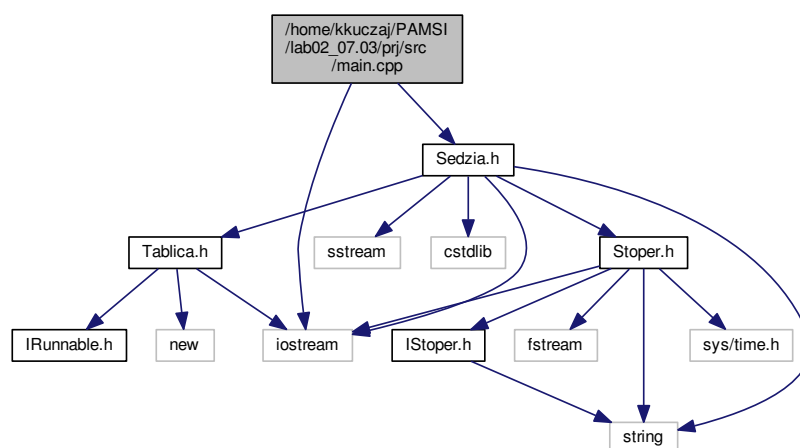 /home/kkuczaj/PAMSI
/lab02_07.03/prj/src
/main.cpp
Sedzia.h
Tablica.h
sstream
cstdlib
Stoper.h
IRunnable.h
new
iostream
IStoper.h
fstream
sys/time.h
string